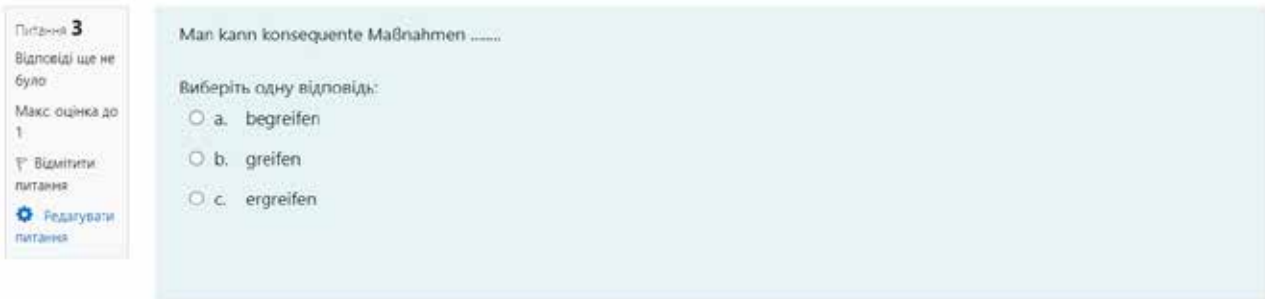 Питання 3
Відповіді ще не
було
Макс. оцінка до
1
Відмітити
питання
Редагувати
питання
Man kann konsequente Maßnahmen .......
Виберіть одну відповідь:
a. begreifen
b. greifen
c. ergreifen